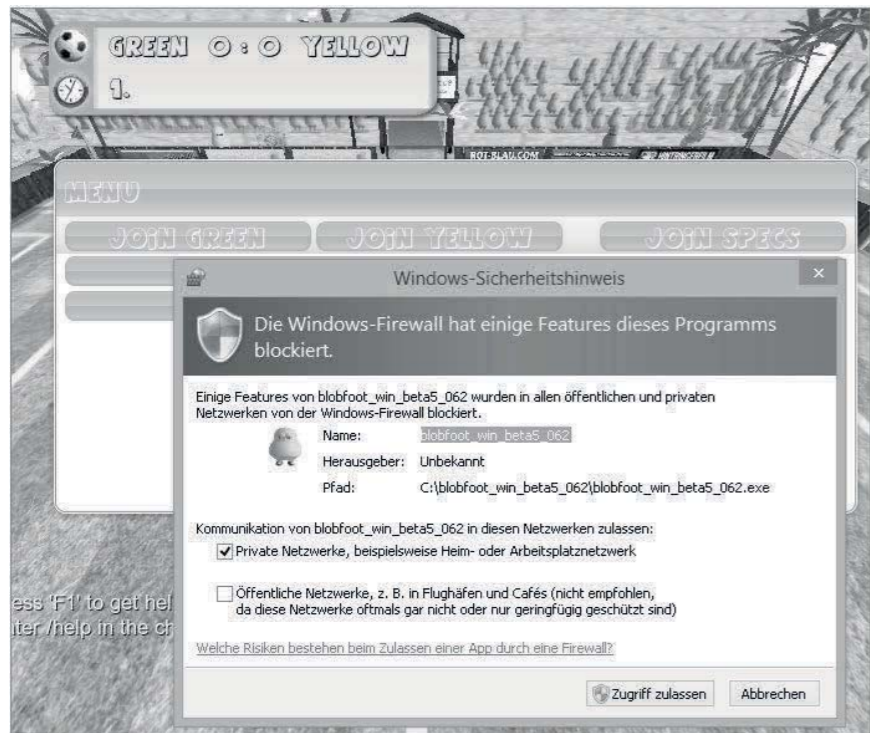 GREEN 0:0 YELLOW
1.
ROT-BLAU.COM
MENU
JOIN GREEN JOIN YELLOW JOIN SPECS
Windows-Sicherheitshinweis
Die Windows-Firewall hat einige Features dieses Programms
blockiert.
Einige Features von blobfoot_win_beta5_062 wurden in allen öffentlichen und privaten
Netzwerken von der Windows-Firewall blockiert.
Name: blobfoot_win_beta5_062
Herausgeber: Unbekannt
Pfad: C:\blobfoot_win_beta5_062\blobfoot_win_beta5_062.exe
Kommunikation von blobfoot_win_beta5_062 in diesen Netzwerken zulassen:
Private Netzwerke, beispielsweise Heim- oder Arbeitsplatznetzwerk
Öffentliche Netzwerke, z. B. in Flughäfen und Cafés (nicht empfohlen,
da diese Netzwerke oftmals gar nicht oder nur geringfügig geschützt sind)
ess 'F1' to get hel
ter /help in the ch
Welche Risiken bestehen beim Zulassen einer App durch eine Firewall?
Zugriff zulassen Abbrechen